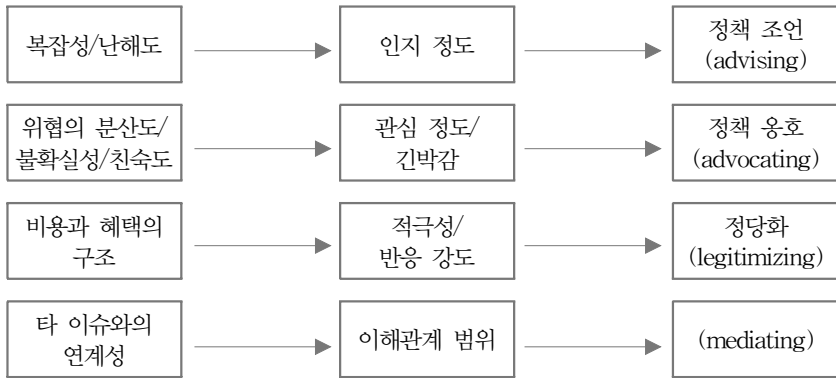 복잡성/난해도
인지 정도
정책 조언
(advising)
위협의 분산도/
불확실성/친숙도
관심 정도/
긴박감
정책 옹호
(advocating)
비용과 혜택의
구조
적극성/
반응 강도
정당화
(legitimizing)
타 이슈와의
연계성
이해관계 범위
(mediating)